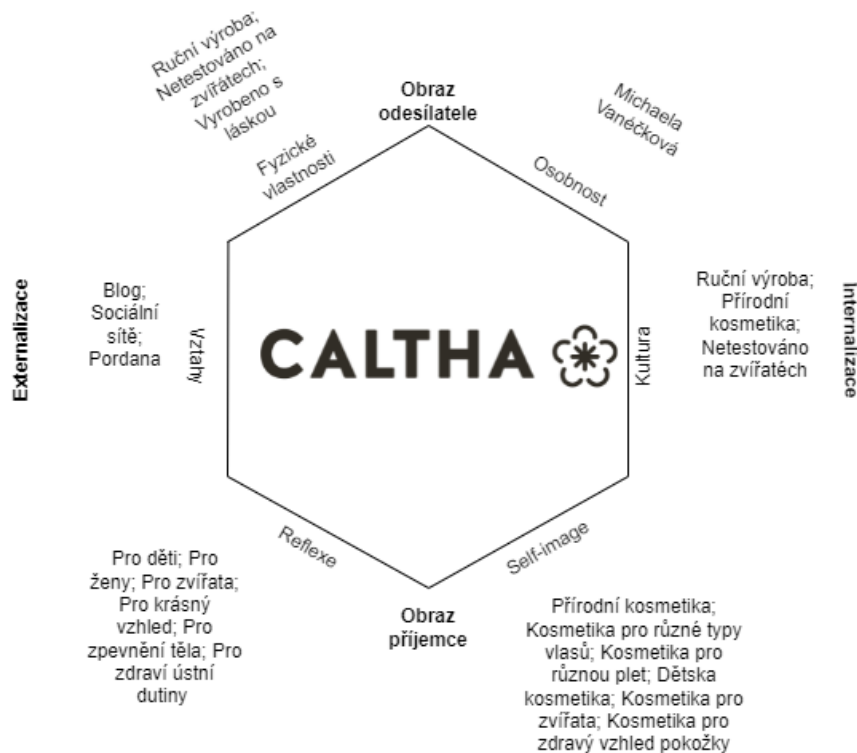 Ruční výroba;
Netestováno na
zvířátech;
Vyrobeno s
láskou
Fyzické
vlastnosti
Obraz
odesílatele
Michaela
Vanéčková
Osobnost
Externalizace
Blog;
Sociální
sítě;
Pordana
Vztahy
CALTHA
Kultura
Ruční výroba;
Přírodní
kosmetika;
Netestováno
na zvířatéch
Internalizace
Reflexe
Pro děti; Pro
ženy; Pro zvířata;
Pro krásný
vzhled; Pro
zpevnění těla; Pro
zdraví ústní
dutiny
Obraz
příjemce
Self-image
Přírodní kosmetika;
Kosmetika pro různé typy
vlasů; Kosmetika pro
různou plet; Dětska
kosmetika; Kosmetika pro
zvířata; Kosmetika pro
zdravý vzhled pokožky